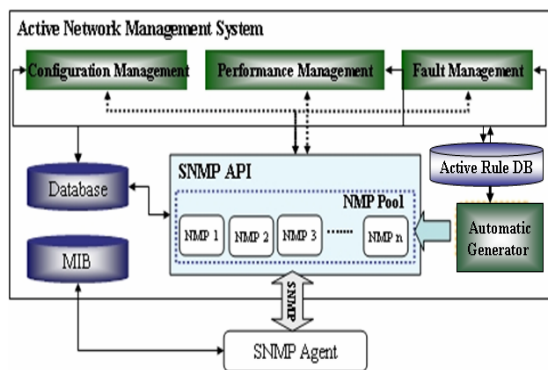 Active Network Management System
Configuration Management
Performance Management
Fault Management
SNMP API
Active Rule DB
Database
NMP Pool
NMP 1
NMP 2
NMP 3
.......
NMP n
Automatic
Generator
MIB
SNMP
SNMP Agent